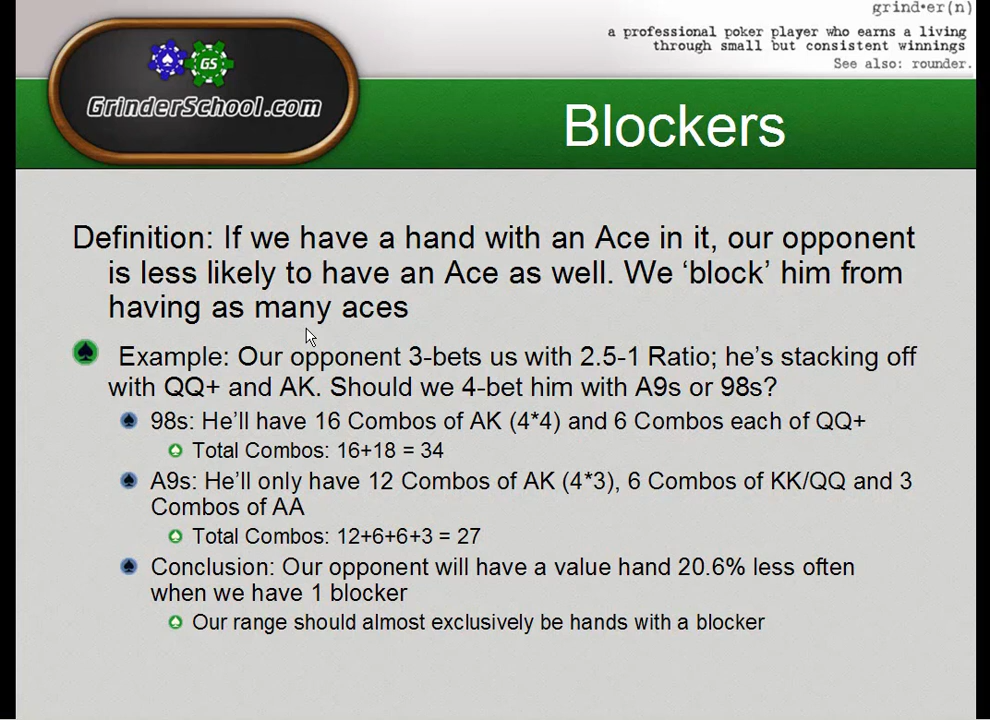 grind•er(n)
a professional poker player who earns a living
through small but consistent winnings
See also: rounder.
GS
GrinderSchool.com
Blockers
Definition: If we have a hand with an Ace in it, our opponent
is less likely to have an Ace as well. We ‘block’ him from
having as many aces
Example: Our opponent 3-bets us with 2.5-1 Ratio; he’s stacking off
with QQ+ and AK. Should we 4-bet him with A9s or 98s?
98s: He’ll have 16 Combos of AK (4*4) and 6 Combos each of QQ+
Total Combos: 16+18 = 34
A9s: He’ll only have 12 Combos of AK (4*3), 6 Combos of KK/QQ and 3
Combos of AA
Total Combos: 12+6+6+3 = 27
Conclusion: Our opponent will have a value hand 20.6% less often
when we have 1 blocker
Our range should almost exclusively be hands with a blocker